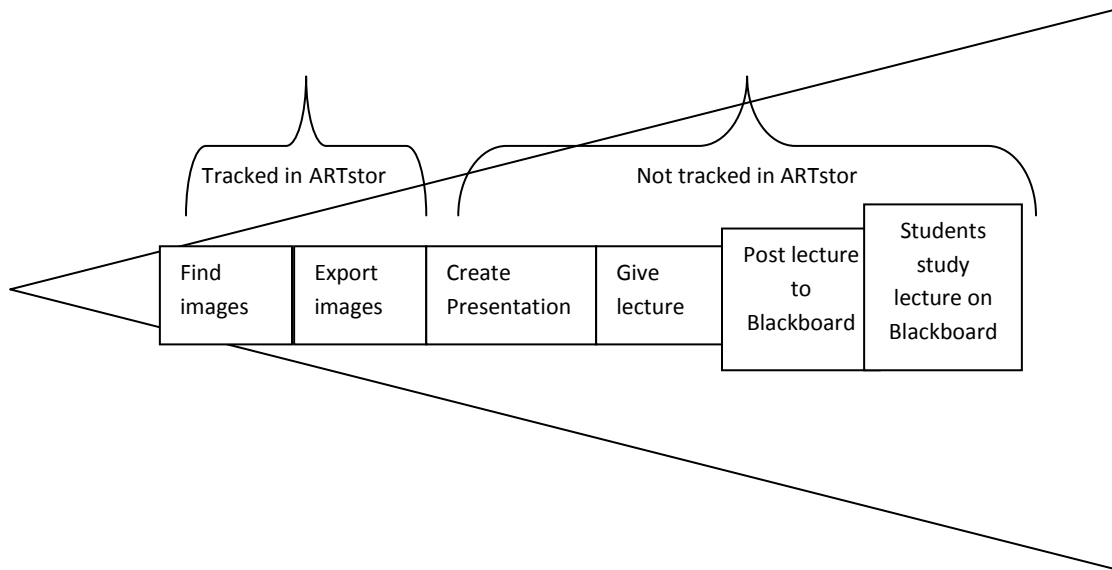 Tracked in ARTstor
Not tracked in ARTstor
Find
images
Export
images
Create
Presentation
Give
lecture
Post lecture
to
Blackboard
Students
study
lecture on
Blackboard